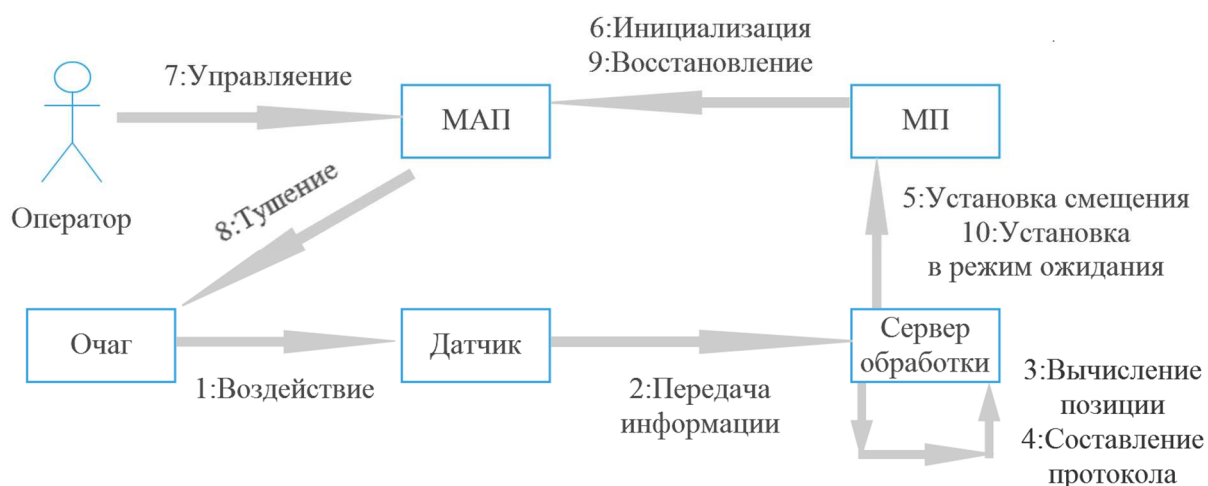 6:Инициализация
9:Восстановление
7:Управляение
МАП
МП
Оператор
8:Тушение
5:Установка смещения
10:Установка
в режим ожидания
Очаг
Датчик
Сервер
обработки
1:Воздействие
2:Передача
информации
3:Вычисление
позиции
4:Составление
протокола